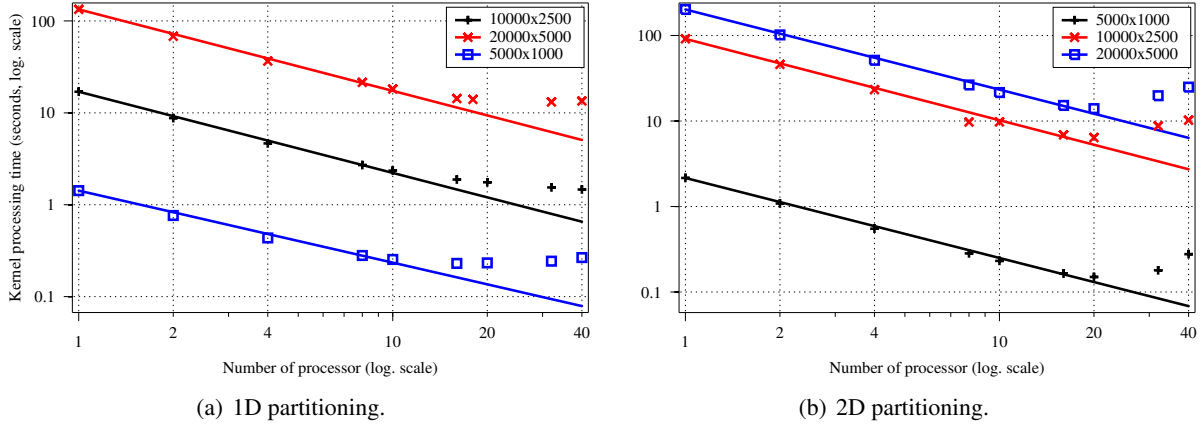 Kernel processing time (seconds, log. scale)
100
10
1
0.1
10000x2500
20000x5000
5000x1000
1
2
4
10
20
40
Number of processor (log. scale)
(a) 1D partitioning.
100
10
1
0.1
5000x1000
10000x2500
20000x5000
1
2
4
10
20
40
Number of processor (log. scale)
(b) 2D partitioning.